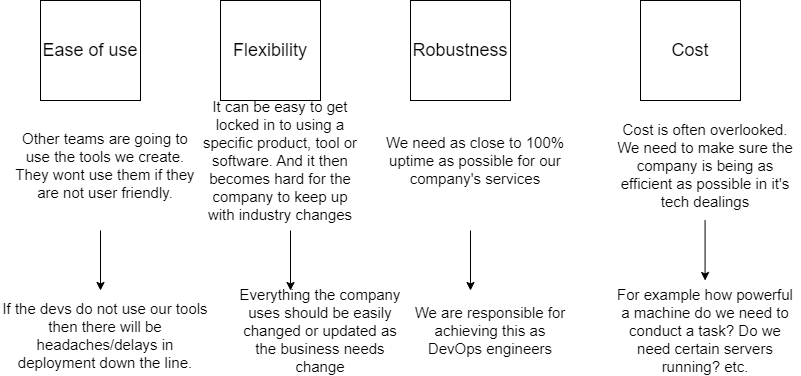 Ease of use
Flexibility
Robustness
Cost
Other teams are going to
use the tools we create.
They wont use them if they
are not user friendly.
It can be easy to get
locked in to using a
specific product, tool or
software. And it then
becomes hard for the
company to keep up
with industry changes
We need as close to 100%
uptime as possible for our
company's services
Cost is often overlooked.
We need to make sure the
company is being as
efficient as possible in it's
tech dealings
If the devs do not use our tools
then there will be
headaches/delays in
deployment down the line.
Everything the company
uses should be easily
changed or updated as
the business needs
change
We are responsible for
achieving this as
DevOps engineers
For example how powerful
a machine do we need to
conduct a task? Do we
need certain servers
running? etc.